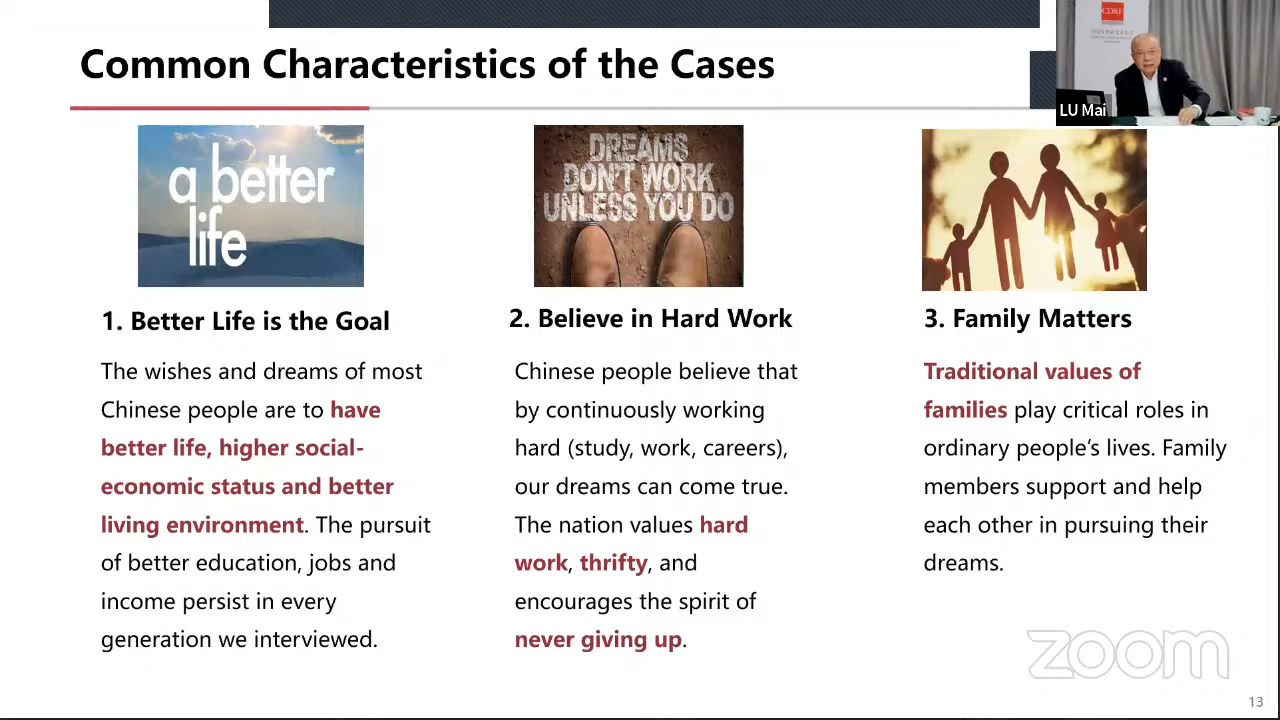 Common Characteristics of the Cases
CDRF
LU Mai
a better
life
DREAMS
DON'T WORK
UNLESS YOU DO
1. Better Life is the Goal
The wishes and dreams of most
Chinese people are to have
better life, higher social-
economic status and better
living environment. The pursuit
of better education, jobs and
income persist in every
generation we interviewed.
2. Believe in Hard Work
Chinese people believe that
by continuously working
hard (study, work, careers),
our dreams can come true.
The nation values hard
work, thrifty, and
encourages the spirit of
never giving up.
3. Family Matters
Traditional values of
families play critical roles in
ordinary people's lives. Family
members support and help
each other in pursuing their
dreams.
zoom
13